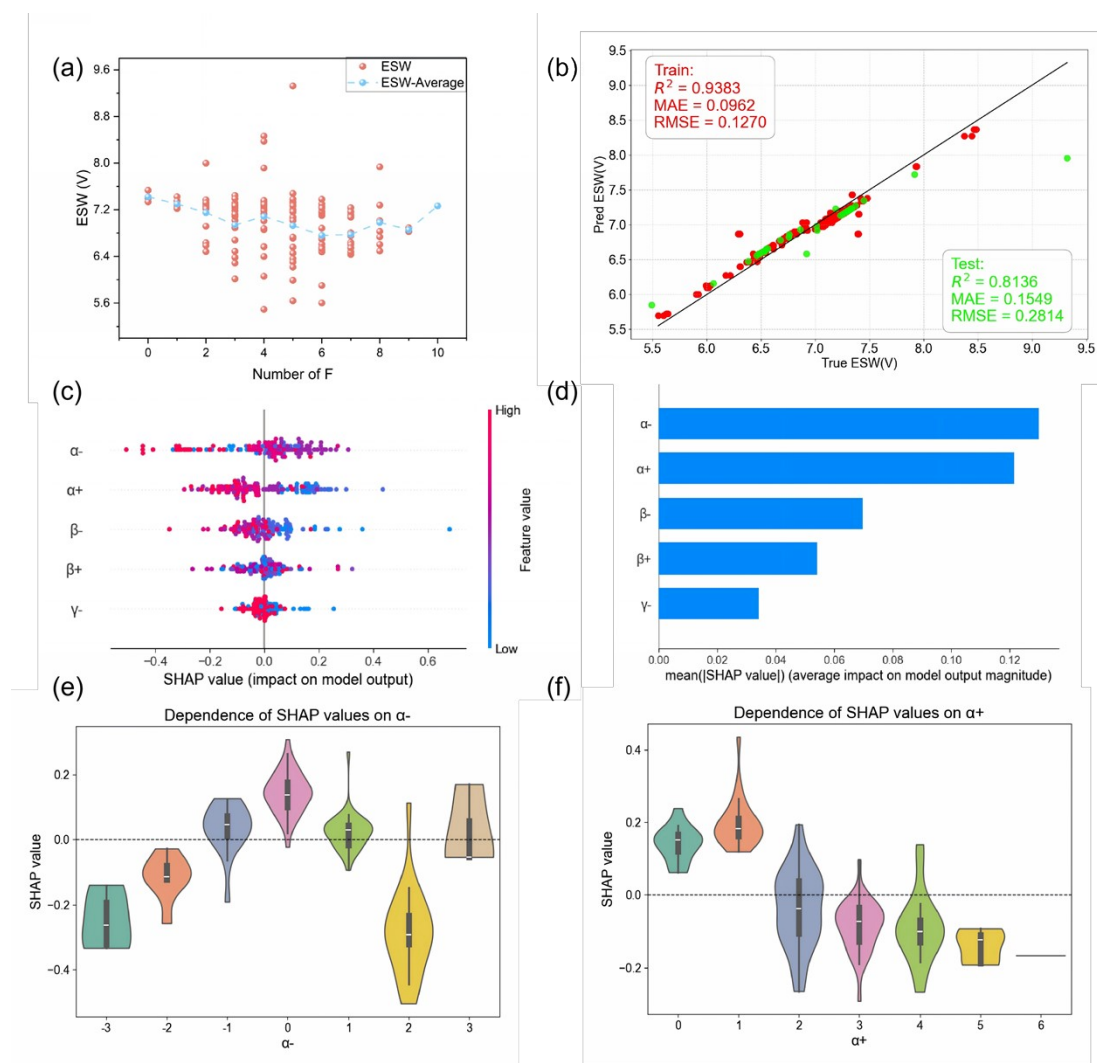 (a)
ESW
ESW-Average
9.6
8.8
8.0
7.2
6.4
5.6
ESW (V)
0 2 4 6 8 10
Number of F
(b)
9.5
9.0
8.5
8.0
7.5
7.0
6.5
6.0
5.5
Pred ESW(V)
Train:
R² = 0.9383
MAE = 0.0962
RMSE = 0.1270
Test:
R² = 0.8136
MAE = 0.1549
RMSE = 0.2814
5.5 6.0 6.5 7.0 7.5 8.0 8.5 9.0 9.5
True ESW(V)
(c)
High
α-
α+
β-
β+
γ-
Feature value
Low
−0.4 −0.2 0.0 0.2 0.4 0.6
SHAP value (impact on model output)
(d)
α-
α+
β-
β+
γ-
0.00 0.02 0.04 0.06 0.08 0.10 0.12
mean(|SHAP value|) (average impact on model output magnitude)
(e)
Dependence of SHAP values on α-
0.2
0.0
−0.2
−0.4
SHAP value
-3 -2 -1 0 1 2 3
α-
(f)
Dependence of SHAP values on α+
0.4
0.2
0.0
−0.2
SHAP value
0 1 2 3 4 5 6
α+